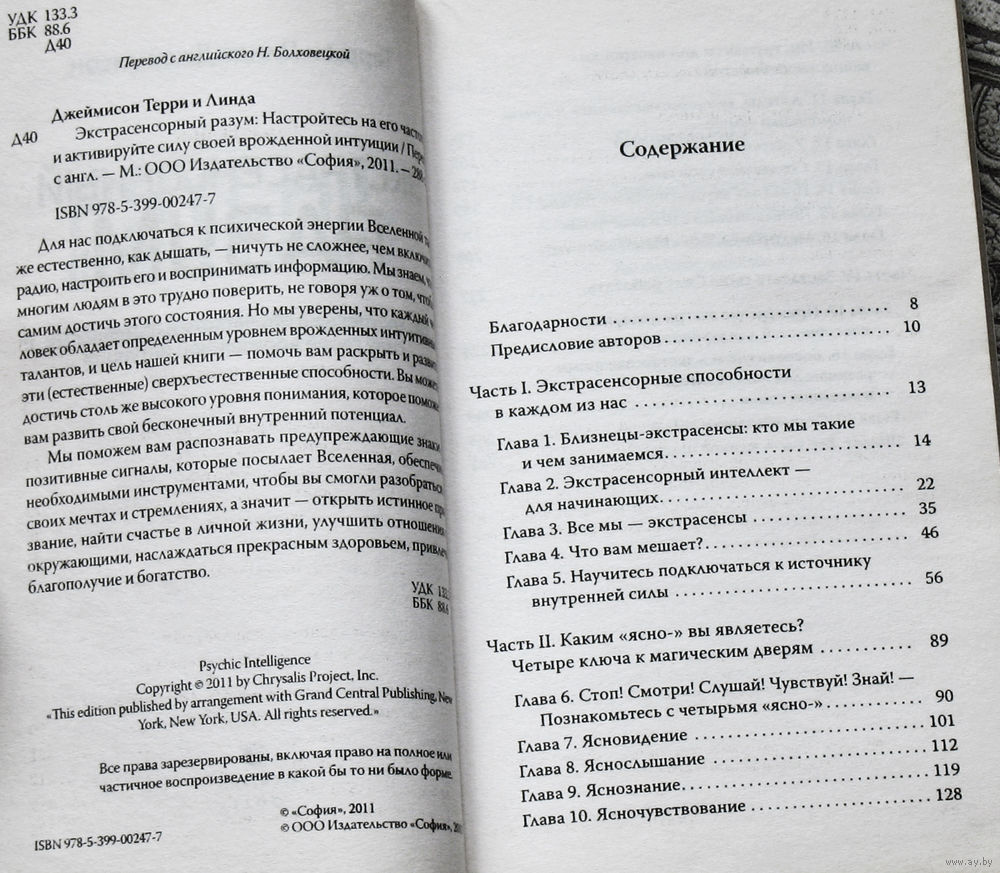 УДК 133.3
ББК 88.6
Д40
Перевод с английского Н. Болховецкой
Джеймисон Терри и Линда
Д40 Экстрасенсорный разум: Настройтесь на его
и активируйте силу своей врожденной интуиции /
с англ. — М.: ООО Издательство «София», 2011. —
ISBN 978-5-399-00247-7
Для нас подключаться к психической энергии Вселенной
же естественно, как дышать, — ничуть не сложнее, чем
радио, настроить его и воспринимать информацию. Мы знаем,
многим людям в это трудно поверить, не говоря уж о том,
самим достичь этого состояния. Но мы уверены, что каждый
ловек обладает определенным уровнем врожденных
талантов, и цель нашей книги — помочь вам раскрыть и
эти (естественные) сверхъестественные способности. Вы
достичь столь же высокого уровня понимания, которое
вам развить свой бесконечный внутренний потенциал.
Мы поможем вам распознавать предупреждающие знаки
позитивные сигналы, которые посылает Вселенная,
необходимыми инструментами, чтобы вы смогли
своих мечтах и стремлениях, а значит — открыть истинное
звание, найти счастье в личной жизни, улучшить отношения
окружающими, наслаждаться прекрасным здоровьем,
благополучие и богатство.
УДК
ББК 88.6
Psychic Intelligence
Copyright © 2011 by Chrysalis Project, Inc.
«This edition published by arrangement with Grand Central Publishing, New
York, New York, USA. All rights reserved.»
Все права зарезервированы, включая право на полное или
частичное воспроизведение в какой бы то ни было форме.
© «София», 2011
© ООО Издательство «София»,
ISBN 978-5-399-00247-7
Содержание
Благодарности . . . . . . . . . . . . . . . . . . . . . . . . . . . . . . 8
Предисловие авторов . . . . . . . . . . . . . . . . . . . . . . . . 10
Часть I. Экстрасенсорные способности
в каждом из нас . . . . . . . . . . . . . . . . . . . . . . . . . . . 13
Глава 1. Близнецы-экстрасенсы: кто мы такие
и чем занимаемся. . . . . . . . . . . . . . . . . . . . . . . . . 14
Глава 2. Экстрасенсорный интеллект —
для начинающих. . . . . . . . . . . . . . . . . . . . . . . . . . 22
Глава 3. Все мы — экстрасенсы . . . . . . . . . . . . . . . . 35
Глава 4. Что вам мешает?. . . . . . . . . . . . . . . . . . . . . 46
Глава 5. Научитесь подключаться к источнику
внутренней силы . . . . . . . . . . . . . . . . . . . . . . . . . 56
Часть II. Каким «ясно-» вы являетесь?
Четыре ключа к магическим дверям . . . . . . . . . . . 89
Глава 6. Стоп! Смотри! Слушай! Чувствуй! Знай! —
Познакомьтесь с четырьмя «ясно-». . . . . . . . . . . . 90
Глава 7. Ясновидение . . . . . . . . . . . . . . . . . . . . . . . 101
Глава 8. Яснослышание . . . . . . . . . . . . . . . . . . . . . 112
Глава 9. Яснознание. . . . . . . . . . . . . . . . . . . . . . . . 119
Глава 10. Ясночувствование . . . . . . . . . . . . . . . . . . 128
www.ay.by